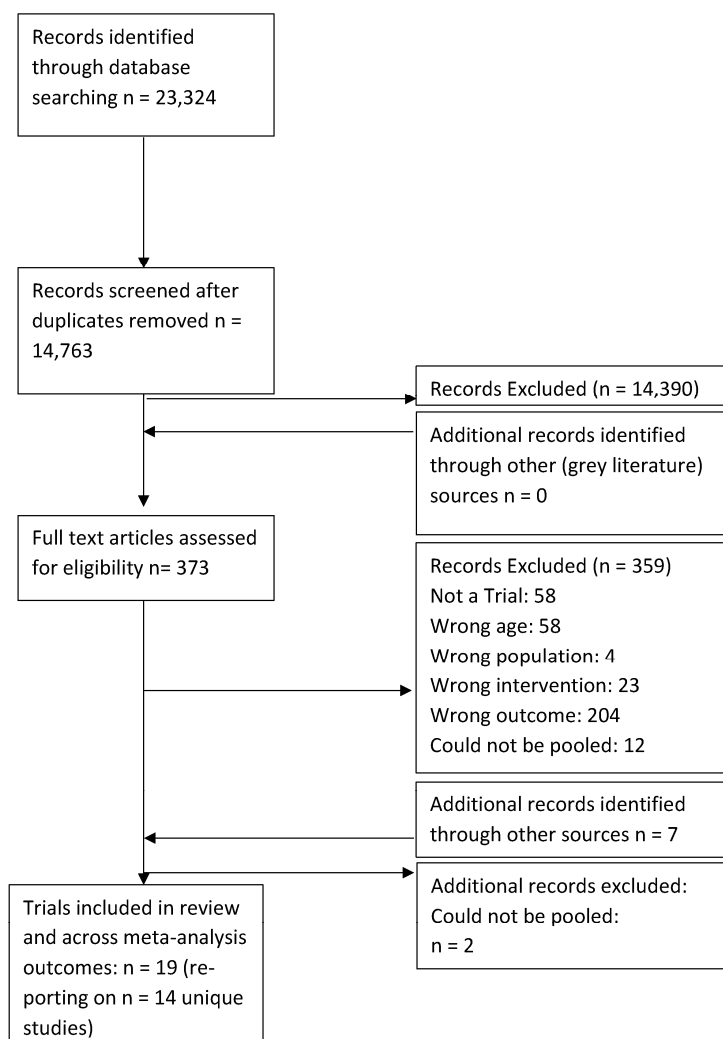 Records identified
through database
searching n = 23,324
Records screened after
duplicates removed n =
14,763
Records Excluded (n = 14,390)
Additional records identified
through other (grey literature)
sources n = 0
Full text articles assessed
for eligibility n= 373
Records Excluded (n = 359)
Not a Trial: 58
Wrong age: 58
Wrong population: 4
Wrong intervention: 23
Wrong outcome: 204
Could not be pooled: 12
Additional records identified
through other sources n = 7
Additional records excluded:
Could not be pooled:
n = 2
Trials included in review
and across meta-analysis
outcomes: n = 19 (re-
porting on n = 14 unique
studies)